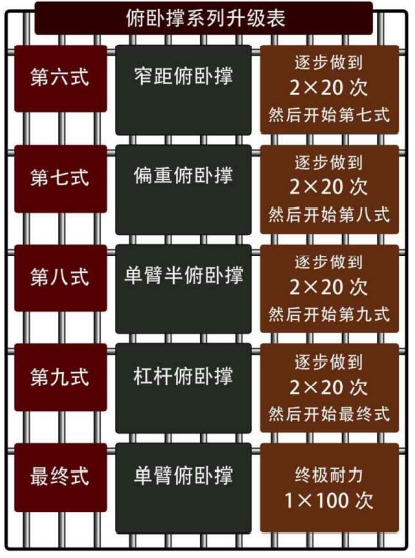 俯卧撑系列升级表
第六式
窄距俯卧撑
逐步做到
2×20 次
然后开始第七式
第七式
偏重俯卧撑
逐步做到
2×20 次
然后开始第八式
第八式
单臂半俯卧撑
逐步做到
2×20 次
然后开始第九式
第九式
杠杆俯卧撑
逐步做到
2×20 次
然后开始最终式
最终式
单臂俯卧撑
终极耐力
1×100 次